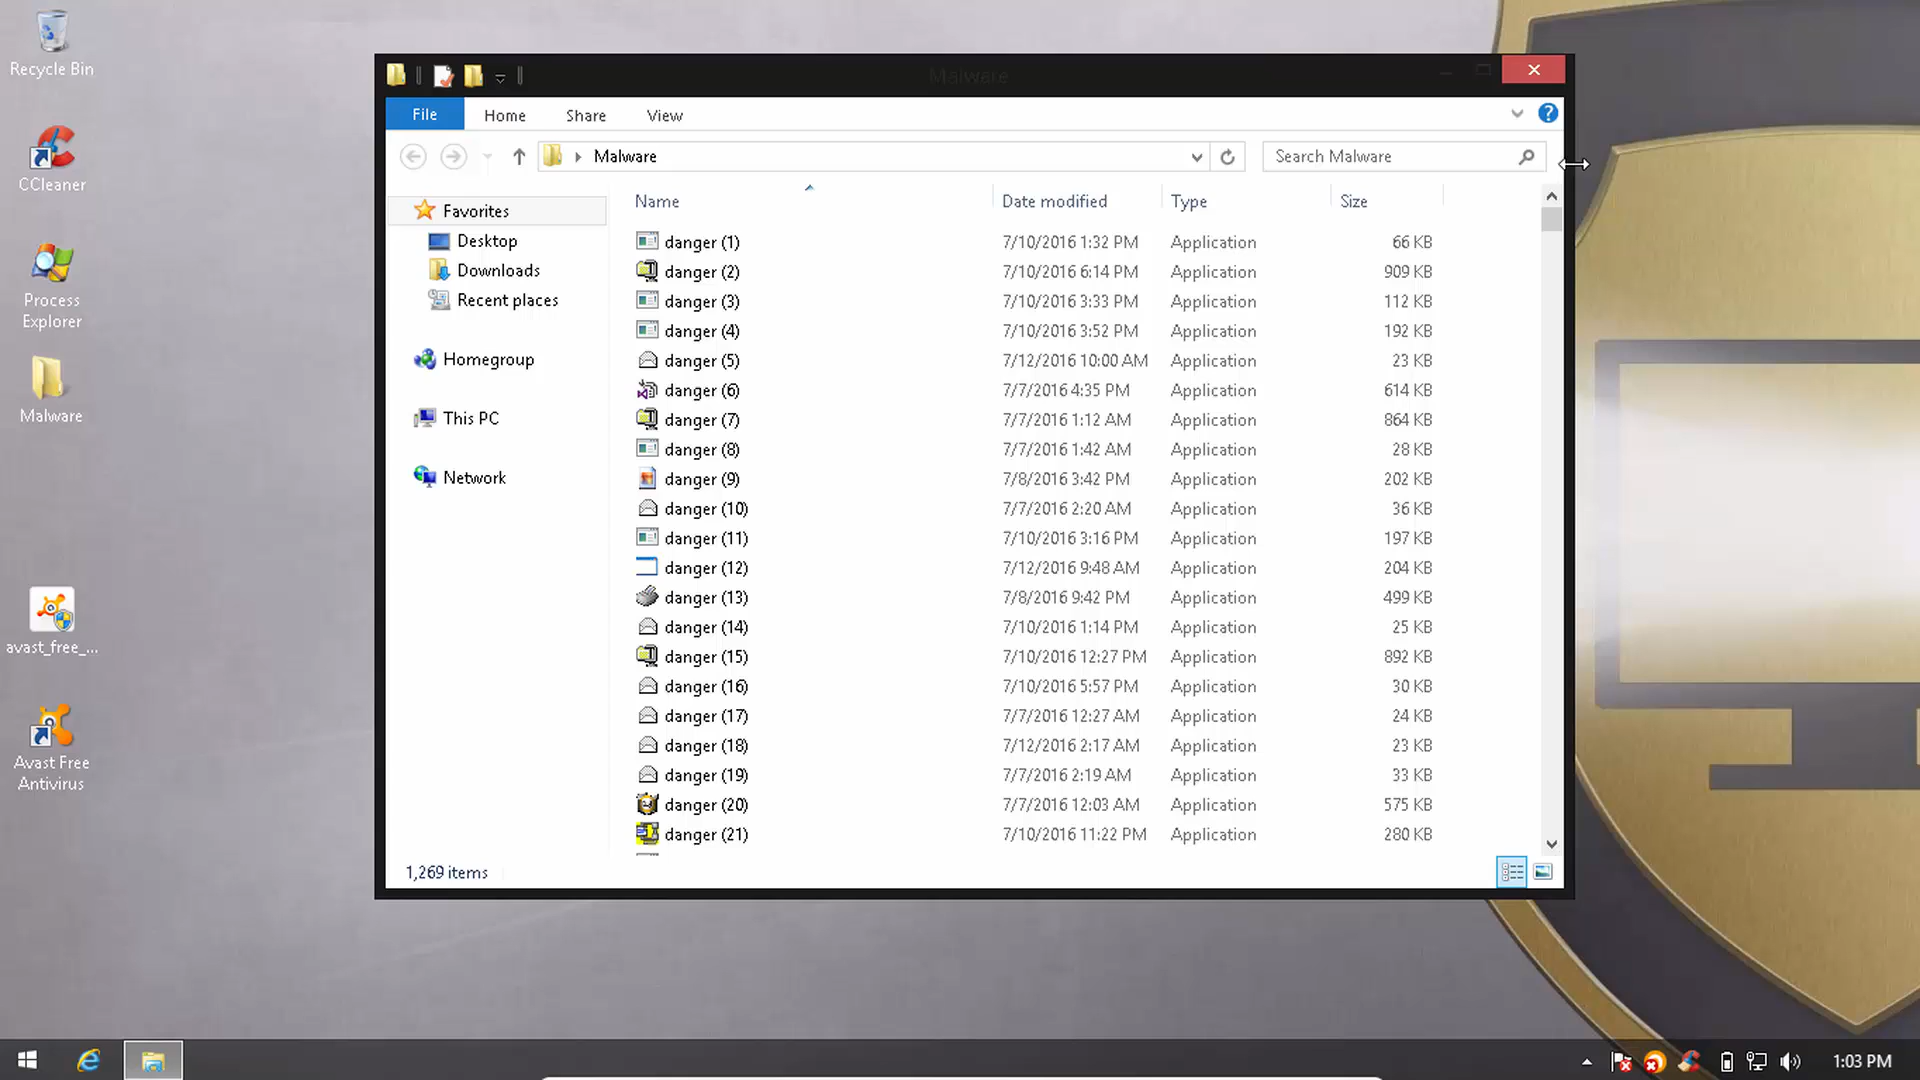 Recycle Bin
CCleaner
Process
Explorer
Malware
avast_free_...
Avast Free
Antivirus
Malware
File Home Share View
Malware
Search Malware
Favorites
Desktop
Downloads
Recent places
Homegroup
This PC
Network
Name Date modified Type Size
danger (1) 7/10/2016 1:32 PM Application 66 KB
danger (2) 7/10/2016 6:14 PM Application 909 KB
danger (3) 7/10/2016 3:33 PM Application 112 KB
danger (4) 7/10/2016 3:52 PM Application 192 KB
danger (5) 7/12/2016 10:00 AM Application 23 KB
danger (6) 7/7/2016 4:35 PM Application 614 KB
danger (7) 7/7/2016 1:12 AM Application 864 KB
danger (8) 7/7/2016 1:42 AM Application 28 KB
danger (9) 7/8/2016 3:42 PM Application 202 KB
danger (10) 7/7/2016 2:20 AM Application 36 KB
danger (11) 7/10/2016 3:16 PM Application 197 KB
danger (12) 7/12/2016 9:48 AM Application 204 KB
danger (13) 7/8/2016 9:42 PM Application 499 KB
danger (14) 7/10/2016 1:14 PM Application 25 KB
danger (15) 7/10/2016 12:27 PM Application 892 KB
danger (16) 7/10/2016 5:57 PM Application 30 KB
danger (17) 7/7/2016 12:27 AM Application 24 KB
danger (18) 7/12/2016 2:17 AM Application 23 KB
danger (19) 7/7/2016 2:19 AM Application 33 KB
danger (20) 7/7/2016 12:03 AM Application 575 KB
danger (21) 7/10/2016 11:22 PM Application 280 KB
1,269 items
1:03 PM